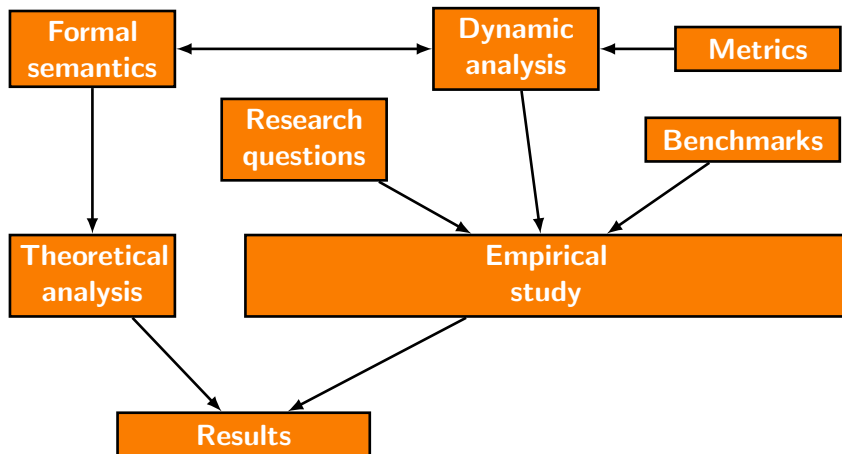 Formal
semantics
Dynamic
analysis
Metrics
Research
questions
Benchmarks
Theoretical
analysis
Empirical
study
Results